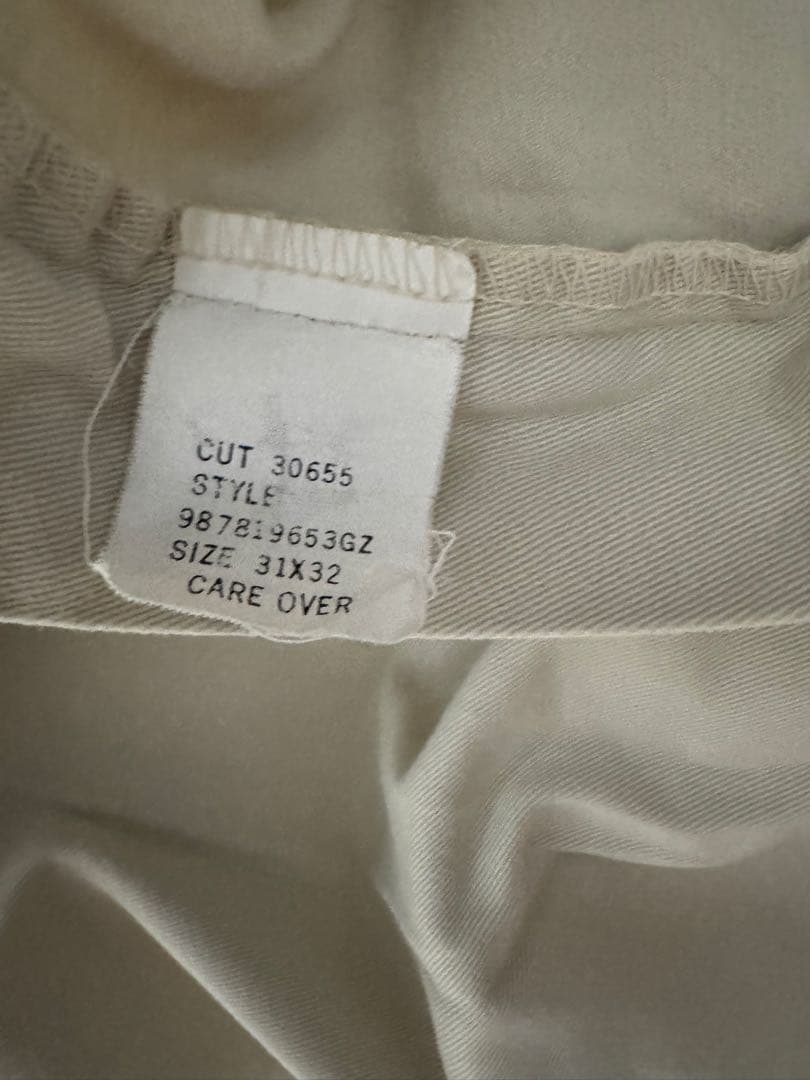 CUT 30655
STYLE
987819653GZ
SIZE 31X32
CARE OVER